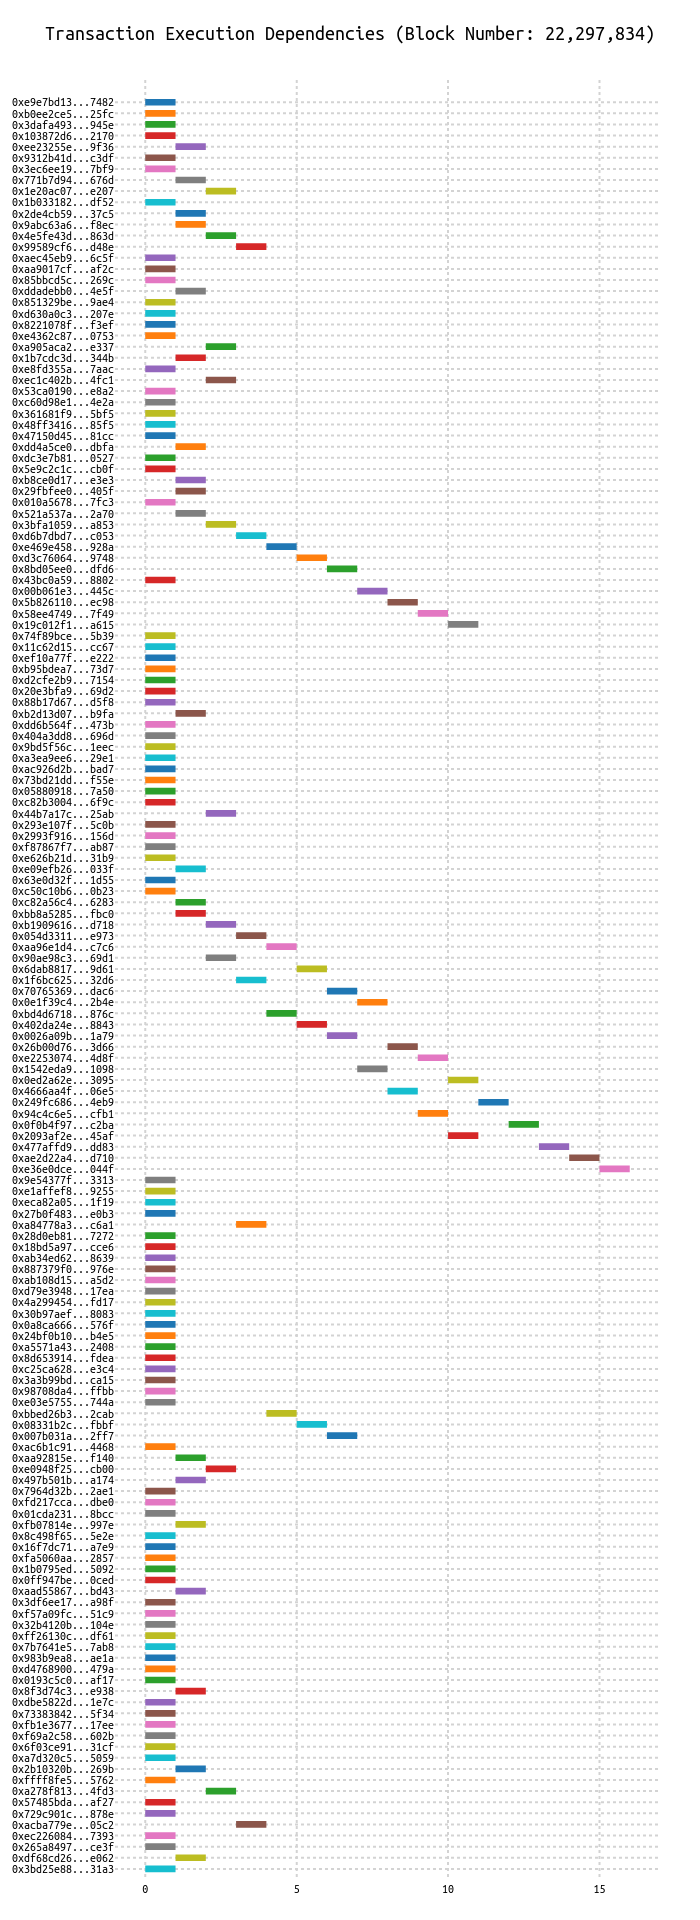 Transaction Execution Dependencies (Block Number: 22,297,834)
0xe9e7bd13...7482
0xb0ee2ce5...25fc
0x3dafa493...945e
0x103872d6...2170
0xee23255e...9f36
0x9312b41d...c3df
0x3ec6ee19...7bf9
0x771b7d94...676d
0x1e20ac07...e207
0x1b033182...df52
0x2de4cb59...37c5
0x9abc63a6...f8ec
0x4e5fe43d...863d
0x99589cf6...d48e
0xaec45eb9...6c5f
0xaa9017cf...af2c
0x85bbcd5c...269c
0xddadebb0...4e5f
0x851329be...9ae4
0xd630a0c3...207e
0x8221078f...f3ef
0xe4362c87...0753
0xa905aca2...e337
0x1b7cdc3d...344b
0xe8fd355a...7aac
0xec1c402b...4fc1
0x53ca0190...e8a2
0xc60d98e1...4e2a
0x361681f9...5bf5
0x48ff3416...85f5
0x47150d45...81cc
0xdd4a5ce0...dbfa
0xdc3e7b81...0527
0x5e9c2c1c...cb0f
0xb8ce0d17...e3e3
0x29fbfee0...405f
0x010a5678...7fc3
0x521a537a...2a70
0x3bfa1059...a853
0xd6b7dbd7...c053
0xe469e458...928a
0xd3c76064...9748
0x8bd05ee0...dfd6
0x43bc0a59...8802
0x00b061e3...445c
0x5b826110...ec98
0x58ee4749...7f49
0x19c012f1...a615
0x74f89bce...5b39
0x11c62d15...cc67
0xef10a77f...e222
0xb95bdea7...73d7
0xd2cfe2b9...7154
0x20e3bfa9...69d2
0x88b17d67...d5f8
0xb2d13d07...b9fa
0xdd6b564f...473b
0x404a3dd8...696d
0x9bd5f56c...1eec
0xa3ea9ee6...29e1
0xac926d2b...bad7
0x73bd21dd...f55e
0x05880918...7a50
0xc82b3004...6f9c
0x44b7a17c...25ab
0x293e107f...5c0b
0x2993f916...156d
0xf87867f7...ab87
0xe626b21d...31b9
0xe09efb26...033f
0x63e0d32f...1d55
0xc50c10b6...0b23
0xc82a56c4...6283
0xbb8a5285...fbc0
0xb1909616...d718
0x054d3311...e973
0xaa96e1d4...c7c6
0x90ae98c3...69d1
0x6dab8817...9d61
0x1f6bc625...32d6
0x70765369...dac6
0x0e1f39c4...2b4e
0xbd4d6718...876c
0x402da24e...8843
0x0026a09b...1a79
0x26b00d76...3d66
0xe2253074...4d8f
0x1542eda9...1098
0x0ed2a62e...3095
0x4666aa4f...06e5
0x249fc686...4eb9
0x94c4c6e5...cfb1
0x0f0b4f97...c2ba
0x2093af2e...45af
0x477affd9...dd83
0xae2d22a4...d710
0xe36e0dce...044f
0x9e54377f...3313
0xe1affef8...9255
0xeca82a05...1f19
0x27b0f483...e0b3
0xa84778a3...c6a1
0x28d0eb81...7272
0x18bd5a97...cce6
0xab34ed62...8639
0x887379f0...976e
0xab108d15...a5d2
0xd79e3948...17ea
0x4a299454...fd17
0x30b97aef...8083
0x0a8ca666...576f
0x24bf0b10...b4e5
0xa5571a43...2408
0x8d653914...fdea
0xc25ca628...e3c4
0x3a3b99bd...ca15
0x98708da4...ffbb
0xe03e5755...744a
0xbbed26b3...2cab
0x08331b2c...fbbf
0x007b031a...2ff7
0xac6b1c91...4468
0xaa92815e...f140
0xe0948f25...cb00
0x497b501b...a174
0x7964d32b...2ae1
0xfd217cca...dbe0
0x01cda231...8bcc
0xfb07814e...997e
0x8c498f65...5e2e
0x16f7dc71...a7e9
0xfa5060aa...2857
0x1b0795ed...5092
0x0ff947be...0ced
0xaad55867...bd43
0x3df6ee17...a98f
0xf57a09fc...51c9
0x32b4120b...104e
0xff26130c...df61
0x7b7641e5...7ab8
0x983b9ea8...ae1a
0xd4768900...479a
0x0193c5c0...af17
0x8f3d74c3...e938
0xdbe5822d...1e7c
0x73383842...5f34
0xfb1e3677...17ee
0xf69a2c58...602b
0x6f03ce91...31cf
0xa7d320c5...5059
0x2b10320b...269b
0xffff8fe5...5762
0xa278f813...4fd3
0x57485bda...af27
0x729c901c...878e
0xacba779e...05c2
0xec226084...7393
0x265a8497...ce3f
0xdf68cd26...e062
0x3bd25e88...31a3
0 5 10 15